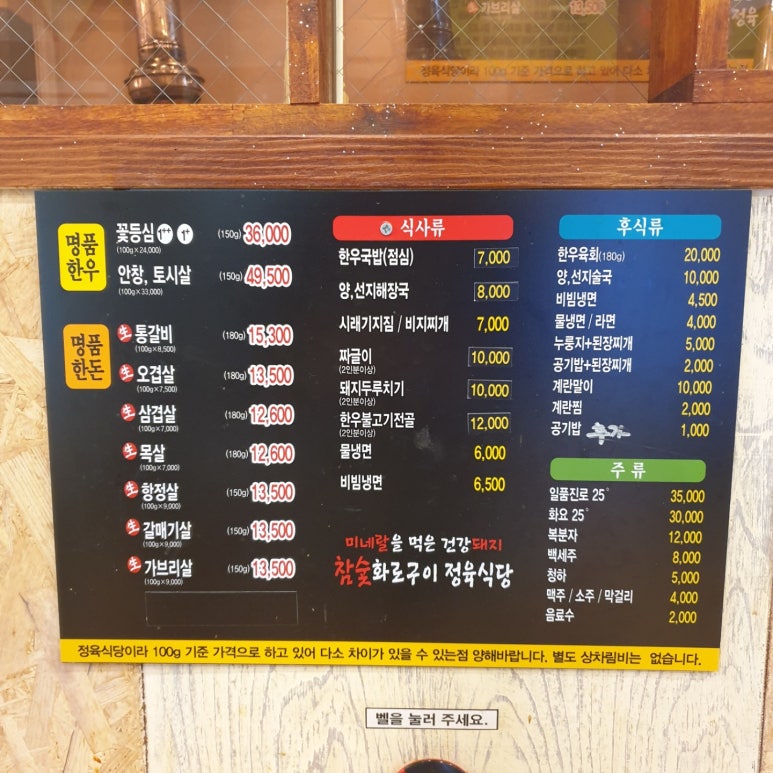 가브리살 13,500
정육식당이라 100g 기준 가격으로 하고 있어 다소
정육
명품 한우
꽃등심 1++ 1+ (150g) 36,000
(100g×24,000)
안창, 토시살 (150g) 49,500
(100g×33,000)
명품 한돈
生 통갈비 (180g) 15,300
(100g×8,500)
生 오겹살 (180g) 13,500
(100g×7,500)
生 삼겹살 (180g) 12,600
(100g×7,000)
生 목살 (180g) 12,600
(100g×7,000)
生 항정살 (150g) 13,500
(100g×9,000)
生 갈매기살 (150g) 13,500
(100g×9,000)
生 가브리살 (150g) 13,500
(100g×9,000)
식사류
한우국밥(점심) 7,000
양,선지해장국 8,000
시래기지짐 / 비지찌개 7,000
짜글이 10,000
(2인분이상)
돼지두루치기 10,000
(2인분이상)
한우불고기전골 12,000
(2인분이상)
물냉면 6,000
비빔냉면 6,500
미네랄을 먹은 건강돼지
참숯화로구이 정육식당
후식류
한우육회(180g) 20,000
양,선지술국 10,000
비빔냉면 4,500
물냉면 / 라면 4,000
누룽지+된장찌개 5,000
공기밥+된장찌개 2,000
계란말이 10,000
계란찜 2,000
공기밥 추가 1,000
주류
일품진로 25° 35,000
화요 25° 30,000
복분자 12,000
백세주 8,000
청하 5,000
맥주 / 소주 / 막걸리 4,000
음료수 2,000
정육식당이라 100g 기준 가격으로 하고 있어 다소 차이가 있을 수 있는점 양해바랍니다. 별도 상차림비는 없습니다.
벨을 눌러 주세요.